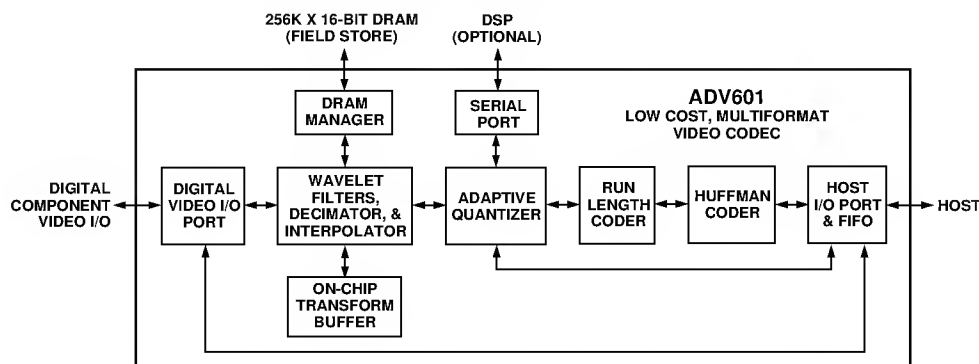 256K X 16-BIT DRAM
(FIELD STORE)
DSP
(OPTIONAL)
ADV601
LOW COST, MULTIFORMAT
VIDEO CODEC
DRAM
MANAGER
SERIAL
PORT
DIGITAL
COMPONENT
VIDEO I/O
DIGITAL
VIDEO I/O
PORT
WAVELET
FILTERS,
DECIMATOR, &
INTERPOLATOR
ADAPTIVE
QUANTIZER
RUN
LENGTH
CODER
HUFFMAN
CODER
HOST
I/O PORT
& FIFO
HOST
ON-CHIP
TRANSFORM
BUFFER